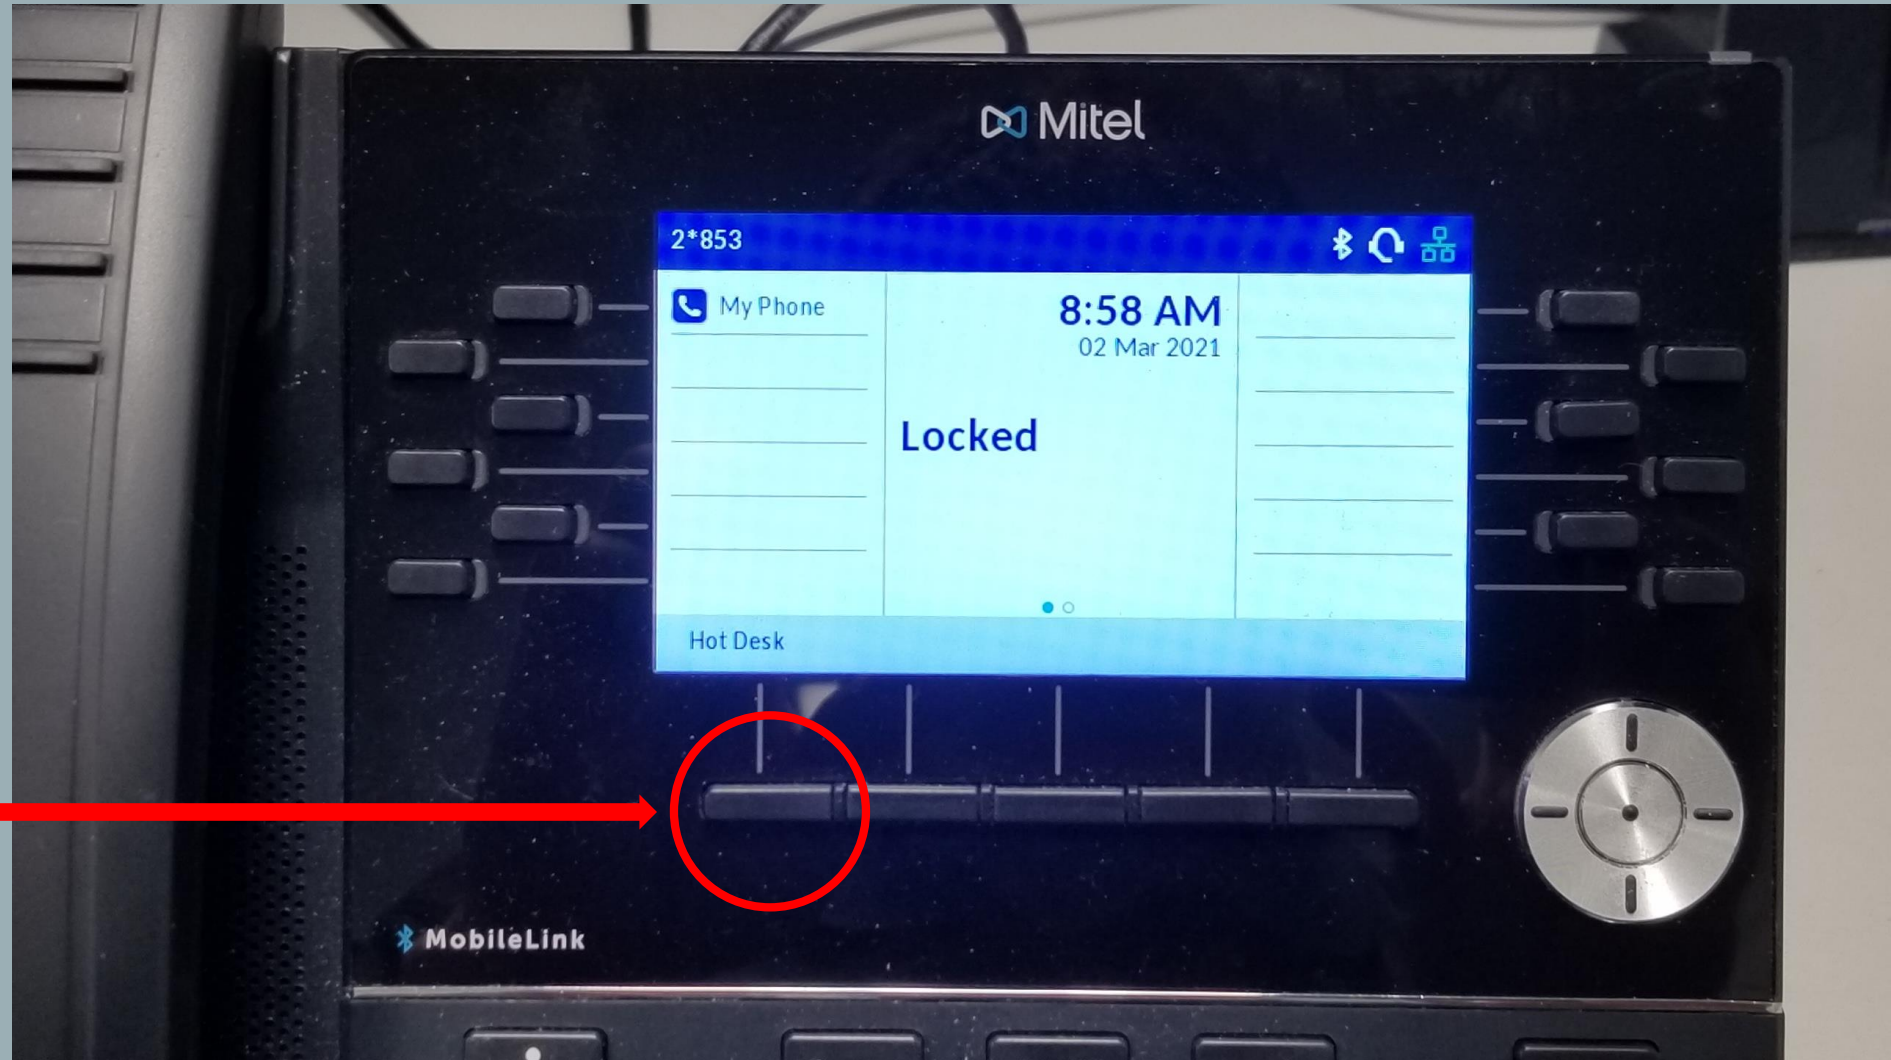 Mitel
2*853
My Phone
8:58 AM
02 Mar 2021
Locked
Hot Desk
MobileLink